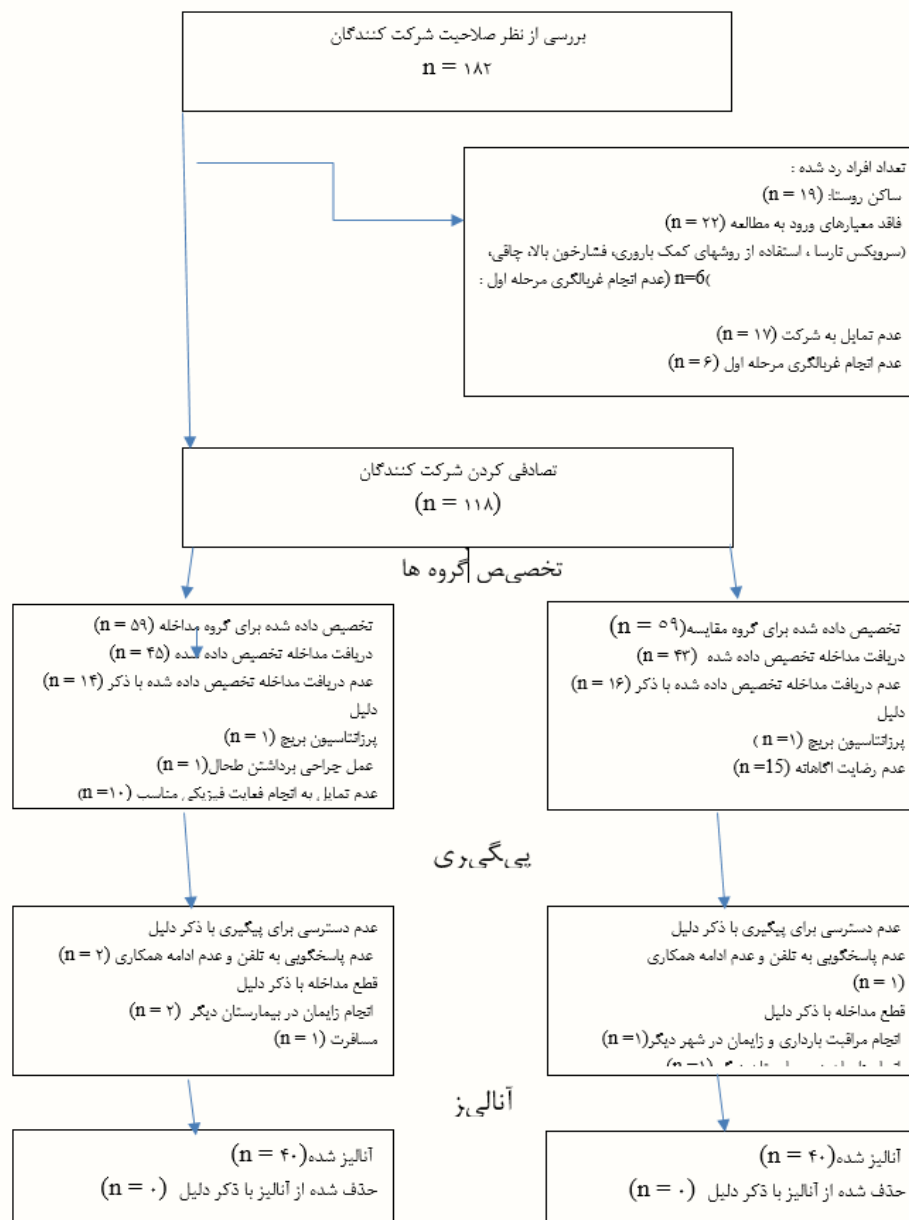 بررسی از نظر صلاحیت شرکت کنندگان
n = ۱۸۲
تعداد افراد رد شده :
ساکن روستا: (n = ۱۹)
فاقد معیارهای ورود به مطالعه (n = ۲۲)
(سرویکس نارسا ، استفاده از روشهای کمک باروری، فشارخون بالا، چاقی،
عدم انجام غربالگری مرحله اول : (n=6)
عدم تمایل به شرکت (n = ۱۷)
عدم انجام غربالگری مرحله اول (n = ۶)
تصادفی کردن شرکت کنندگان
(n = ۱۱۸)
تخصیص گروه ها
تخصیص داده شده برای گروه مقایسه(n = ۵۹)
دریافت مداخله تخصیص داده شده (n = ۴۳)
عدم دریافت مداخله تخصیص داده شده با ذکر (n = ۱۶)
دلیل
پرزانتاسیون بریچ (n =۱)
عدم رضایت اگاهانه (n =15)
تخصیص داده شده برای گروه مداخله (n = ۵۹)
دریافت مداخله تخصیص داده شده (n = ۴۵)
عدم دریافت مداخله تخصیص داده شده با ذکر (n = ۱۴)
دلیل
پرزانتاسیون بریچ (n = ۱)
عمل جراحی برداشتن طحال(n = ۱)
عدم تمایل به انجام فعایت فیزیکی مناسب (n =۱۰)
پیگیری
عدم دسترسی برای پیگیری با ذکر دلیل
عدم پاسخگویی به تلفن و عدم ادامه همکاری
(n = ۱)
قطع مداخله با ذکر دلیل
انجام مراقبت بارداری و زایمان در شهر دیگر(n =۱)
عدم دسترسی برای پیگیری با ذکر دلیل
عدم پاسخگویی به تلفن و عدم ادامه همکاری (n = ۲)
قطع مداخله با ذکر دلیل
انجام زایمان در بیمارستان دیگر (n = ۲)
مسافرت (n = ۱)
آنالیز
آنالیز شده(n = ۴۰)
حذف شده از آنالیز با ذکر دلیل (n = ۰)
آنالیز شده(n = ۴۰)
حذف شده از آنالیز با ذکر دلیل (n = ۰)